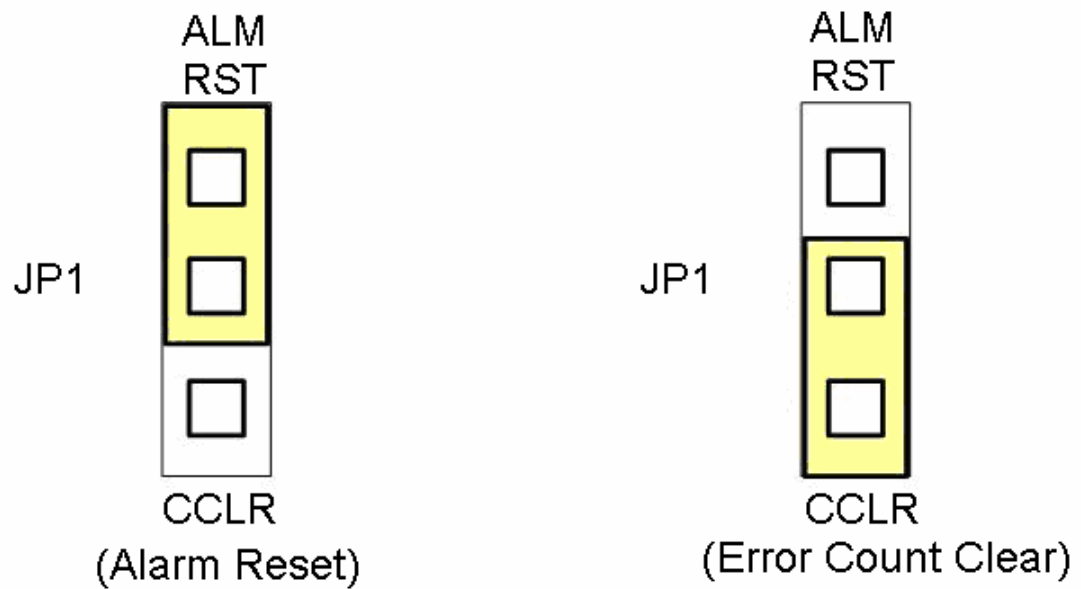 ALM
RST
JP1
CCLR
(Alarm Reset)
ALM
RST
JP1
CCLR
(Error Count Clear)